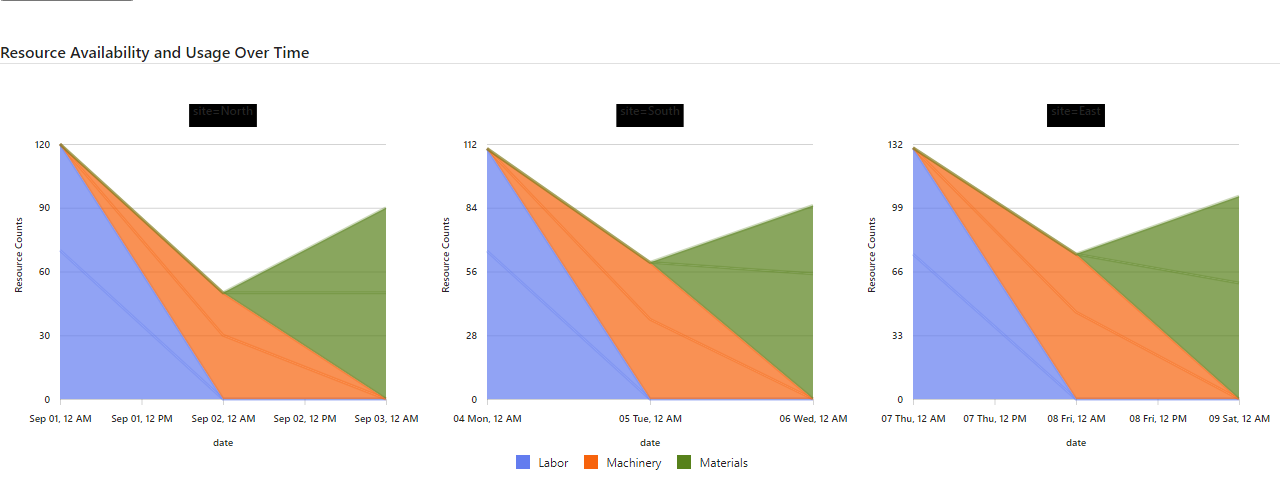 Resource Availability and Usage Over Time
site=North
120
90
60
30
0
Resource Counts
Sep 01, 12 AM
Sep 01, 12 PM
Sep 02, 12 AM
Sep 02, 12 PM
Sep 03, 12 AM
date
site=South
112
84
56
28
0
Resource Counts
04 Mon, 12 AM
05 Tue, 12 AM
06 Wed, 12 AM
date
site=East
132
99
66
33
0
Resource Counts
07 Thu, 12 AM
07 Thu, 12 PM
08 Fri, 12 AM
08 Fri, 12 PM
09 Sat, 12 AM
date
Labor
Machinery
Materials